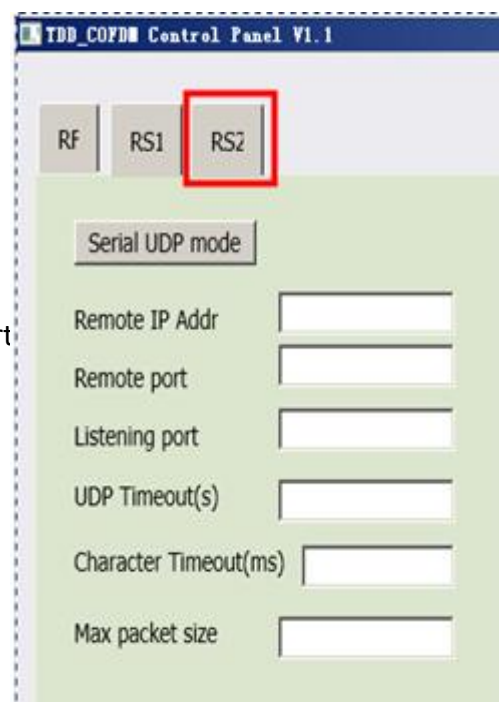 TDD_COFDM Control Panel V1.1
RF RS1 RS2
Serial UDP mode
Remote IP Addr
rt
Remote port
Listening port
UDP Timeout(s)
Character Timeout(ms)
Max packet size